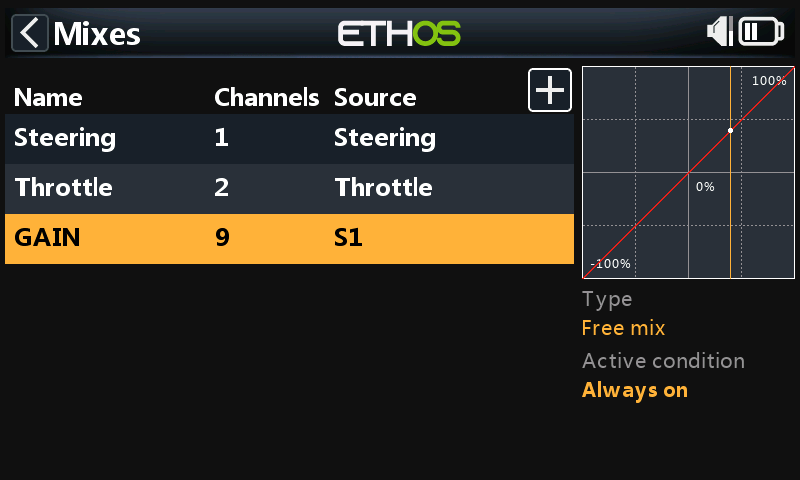 Mixes
ETHOS
Name Channels Source
Steering 1 Steering
Throttle 2 Throttle
GAIN 9 S1
100%
0%
-100%
Type
Free mix
Active condition
Always on